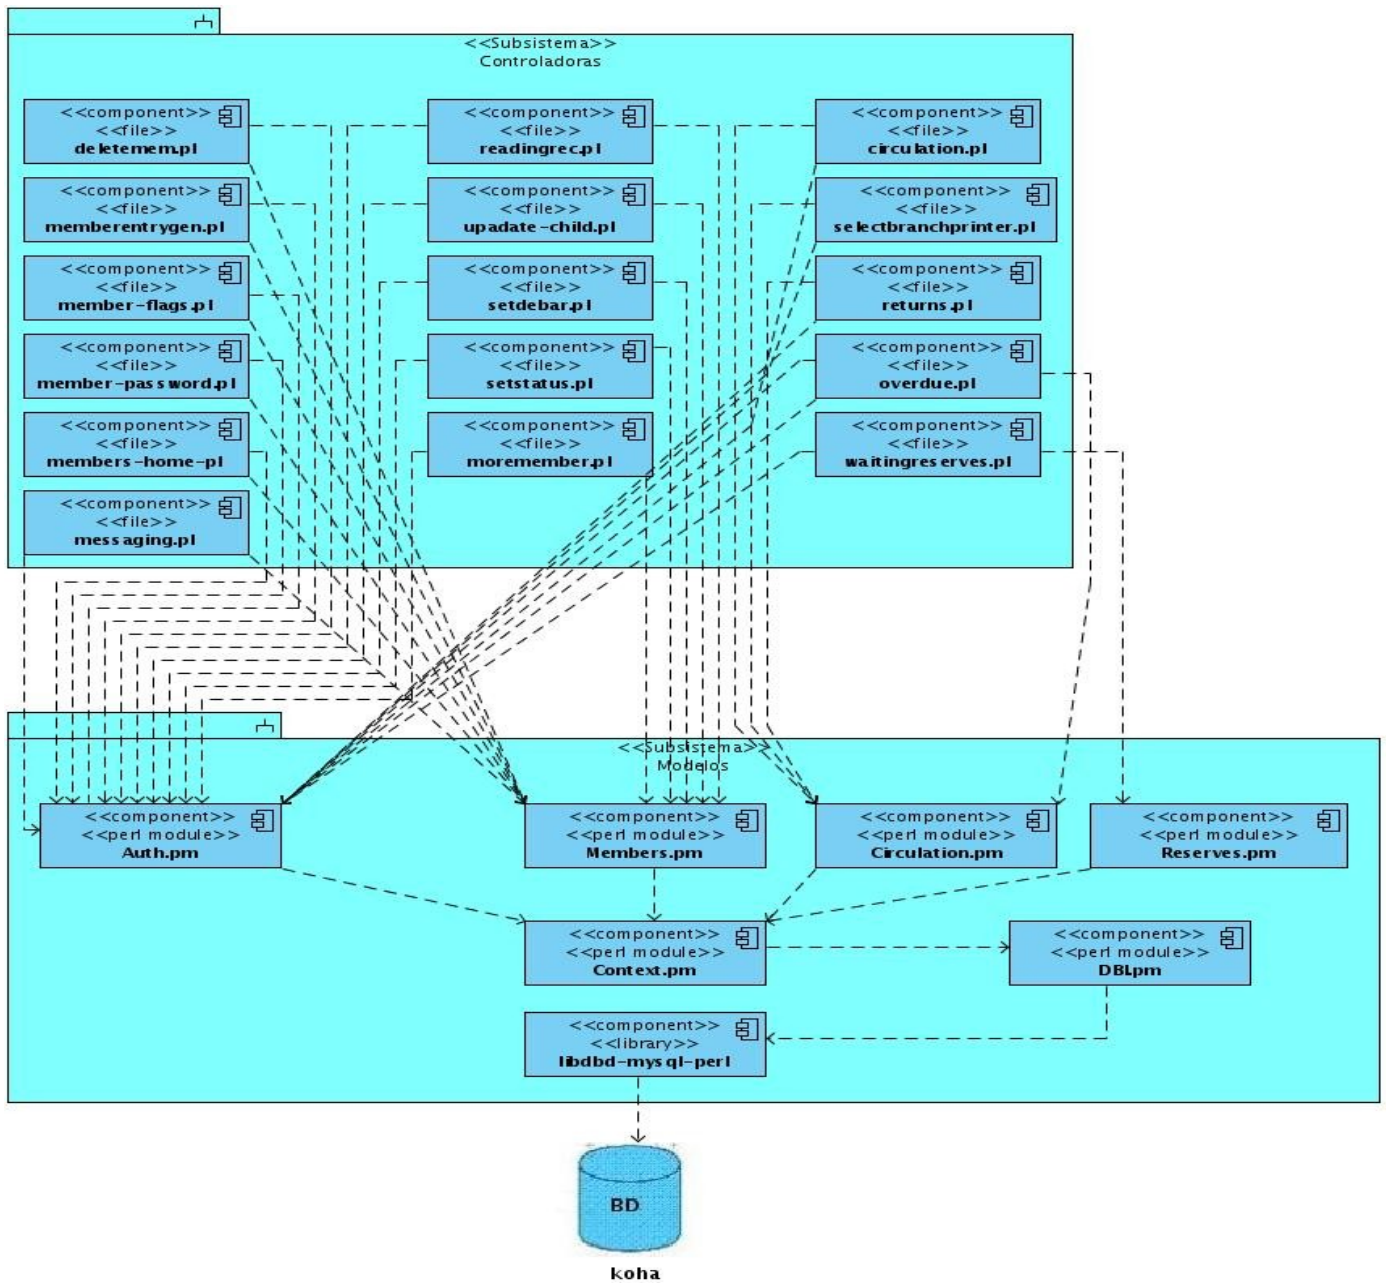 <<Subsistema>>
Controladoras
<<component>>
<<file>>
deletemem.pl
<<component>>
<<file>>
readingrec.pl
<<component>>
<<file>>
circulation.pl
<<component>>
<<file>>
memberentrygen.pl
<<component>>
<<file>>
upadate-child.pl
<<component>>
<<file>>
selectbranchprinter.pl
<<component>>
<<file>>
member-flags.pl
<<component>>
<<file>>
setdebar.pl
<<component>>
<<file>>
returns.pl
<<component>>
<<file>>
member-password.pl
<<component>>
<<file>>
setstatus.pl
<<component>>
<<file>>
overdue.pl
<<component>>
<<file>>
members-home-pl
<<component>>
<<file>>
moremember.pl
<<component>>
<<file>>
waitingreserves.pl
<<component>>
<<file>>
messaging.pl
<<Subsistema>>
Modelos
<<component>>
<<perl module>>
Auth.pm
<<component>>
<<perl module>>
Members.pm
<<component>>
<<perl module>>
Circulation.pm
<<component>>
<<perl module>>
Reserves.pm
<<component>>
<<perl module>>
Context.pm
<<component>>
<<perl module>>
DBI.pm
<<component>>
<<library>>
libdbd-mysql-perl
BD
koha